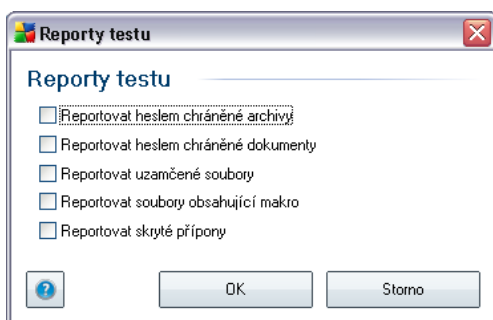 Reporty testu
Reporty testu
Reportovat heslem chráněné archivy
Reportovat heslem chráněné dokumenty
Reportovat uzamčené soubory
Reportovat soubory obsahující makro
Reportovat skryté přípony
? OK Storno